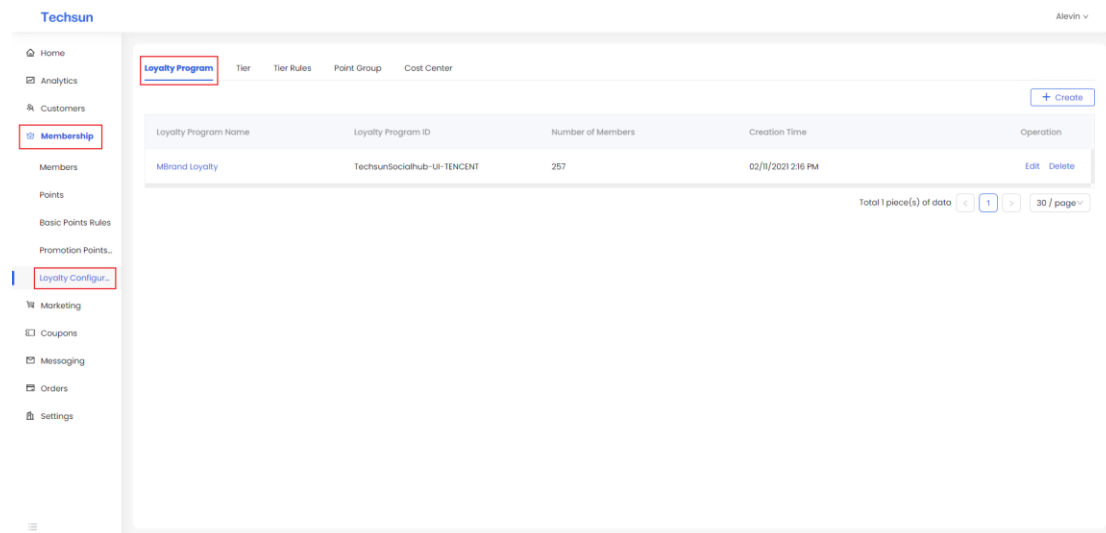 Techsun
Alevin
Home
Analytics
Customers
Membership
Members
Points
Basic Points Rules
Promotion Points...
Loyalty Configur...
Marketing
Coupons
Messaging
Orders
Settings
Loyalty Program Tier Tier Rules Point Group Cost Center
+ Create
Loyalty Program Name Loyalty Program ID Number of Members Creation Time Operation
MBrand Loyalty TechsunSocialhub-UI-TENCENT 257 02/11/2021 2:16 PM Edit Delete
Total 1 piece(s) of data < 1 > 30 / page